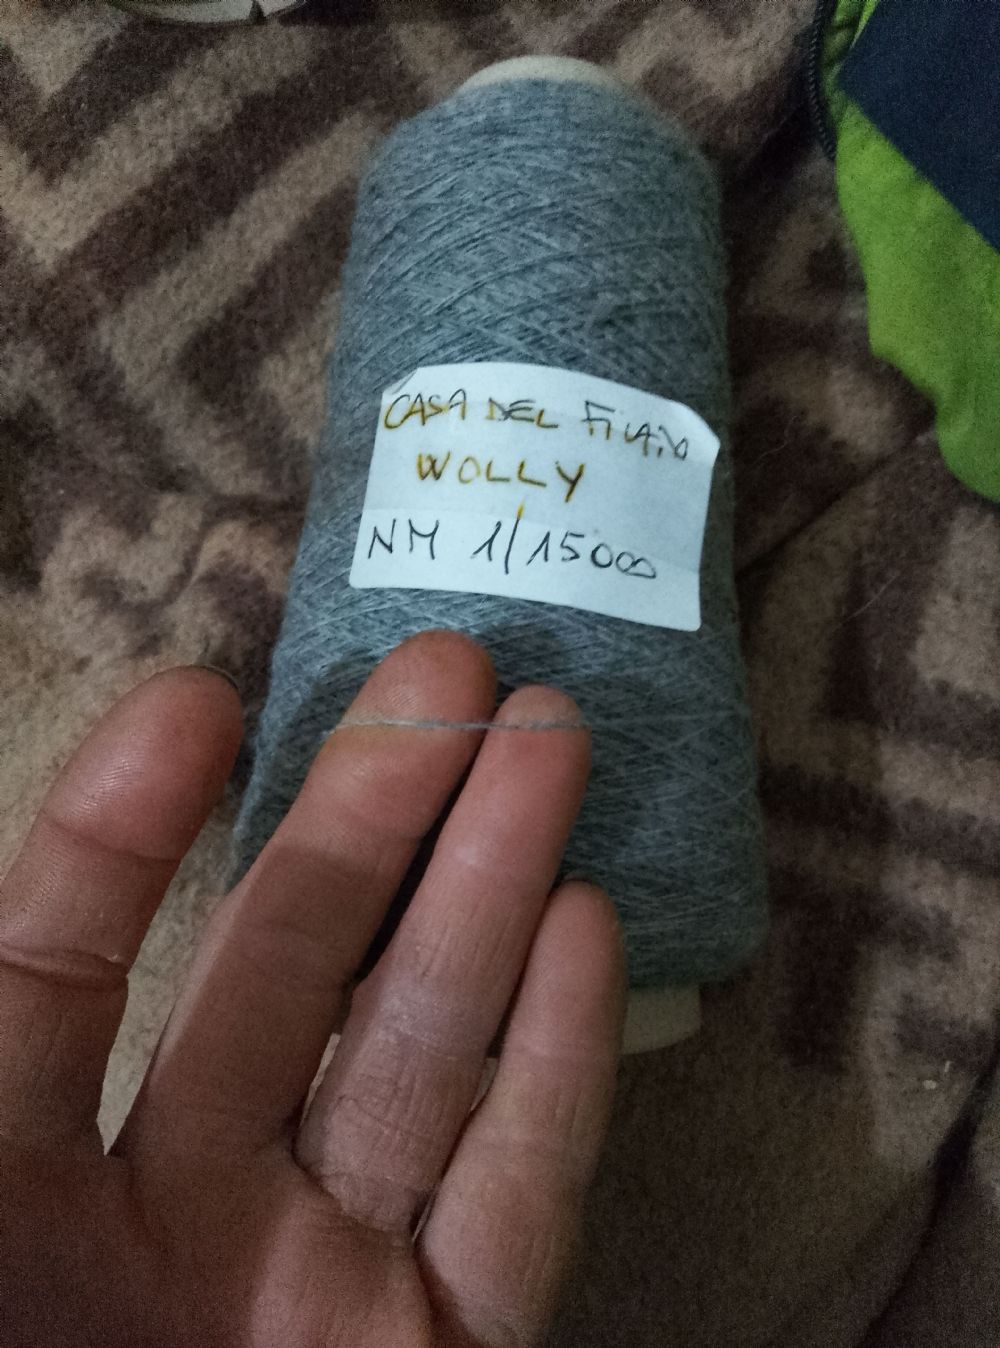 CASA DEL FILATO
WOLLY
NM 1/15000